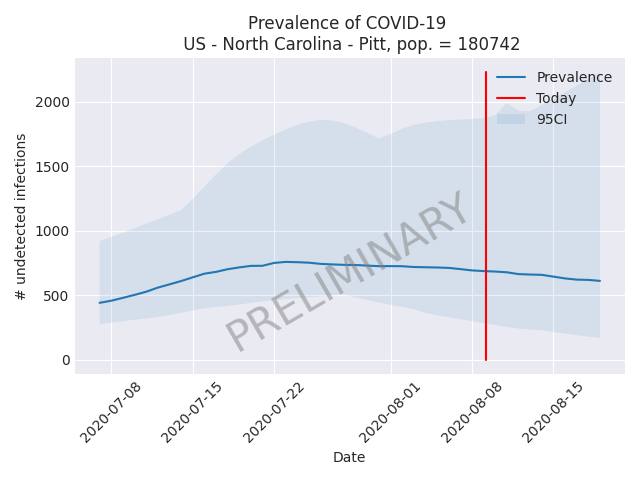 Prevalence of COVID-19
US - North Carolina - Pitt, pop. = 180742
Prevalence
Today
95CI
PRELIMINARY
# undetected infections
2000
1500
1000
500
0
2020-07-08
2020-07-15
2020-07-22
2020-08-01
2020-08-08
2020-08-15
Date